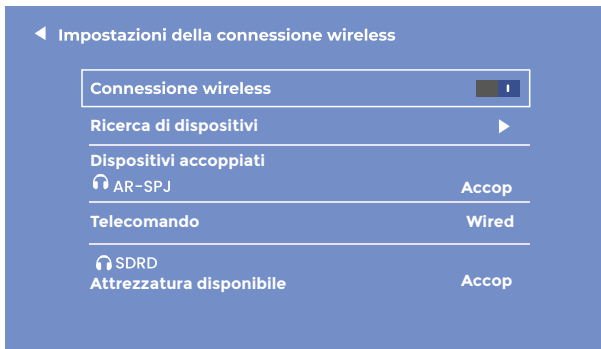 Impostazioni della connessione wireless
Connessione wireless
Ricerca di dispositivi
Dispositivi accoppiati
AR-SPJ Accop
Telecomando Wired
SDRD
Attrezzatura disponibile Accop